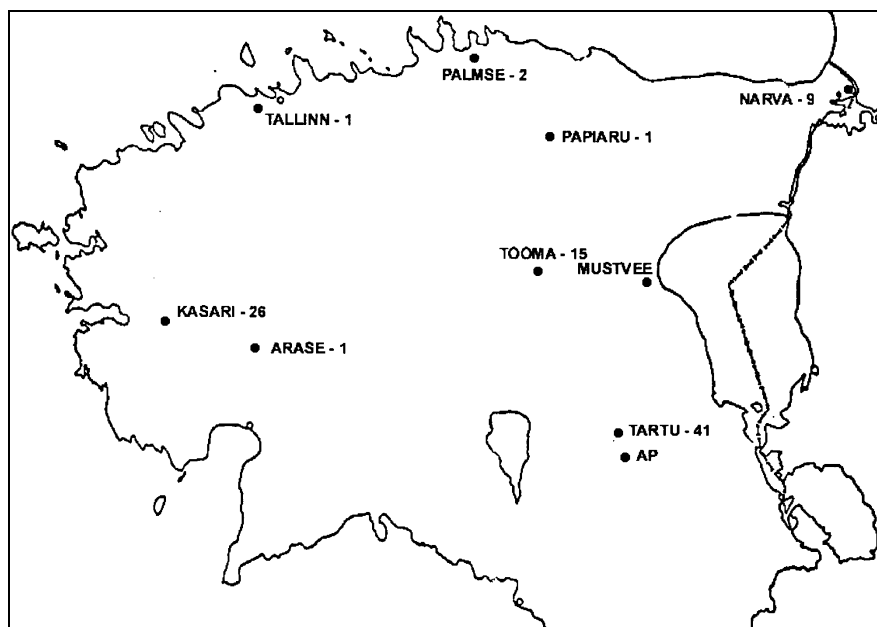 PALMSE - 2
NARVA - 9
TALLINN - 1
PAPIARU - 1
TOOMA - 15
MUSTVEE
KASARI - 26
ARASE - 1
TARTU - 41
AP